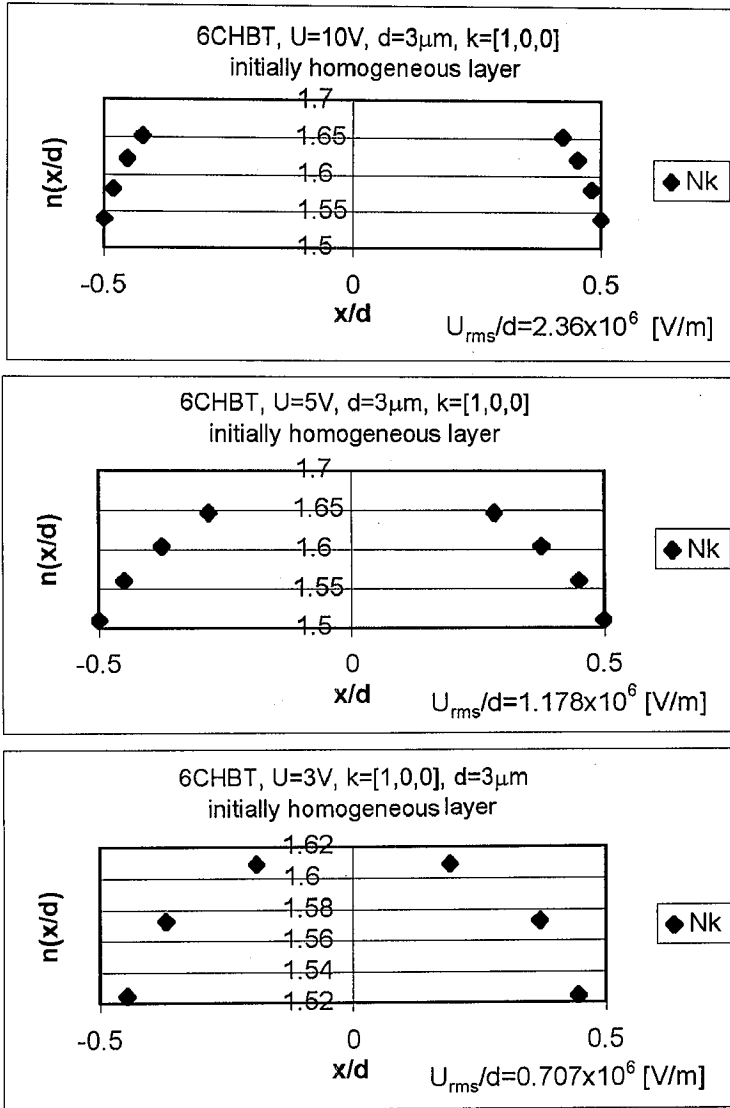 6CHBT, U=10V, d=3μm, k=[1,0,0]
initially homogeneous layer
n(x/d)
1.7
1.65
1.6
1.55
1.5
-0.5
0
0.5
x/d
Nk
U_rms/d=2.36x10^6 [V/m]
6CHBT, U=5V, d=3μm, k=[1,0,0]
initially homogeneous layer
n(x/d)
1.7
1.65
1.6
1.55
1.5
-0.5
0
0.5
x/d
Nk
U_rms/d=1.178x10^6 [V/m]
6CHBT, U=3V, k=[1,0,0], d=3μm
initially homogeneous layer
n(x/d)
1.62
1.6
1.58
1.56
1.54
1.52
-0.5
0
0.5
x/d
Nk
U_rms/d=0.707x10^6 [V/m]